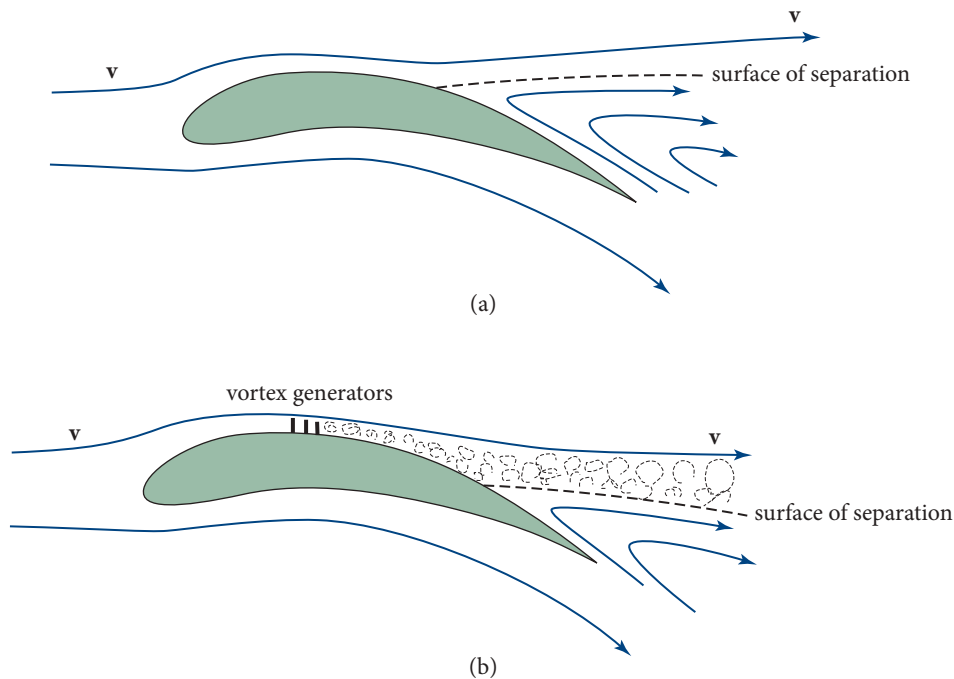 v
v
surface of separation
(a)
vortex generators
v
v
surface of separation
(b)